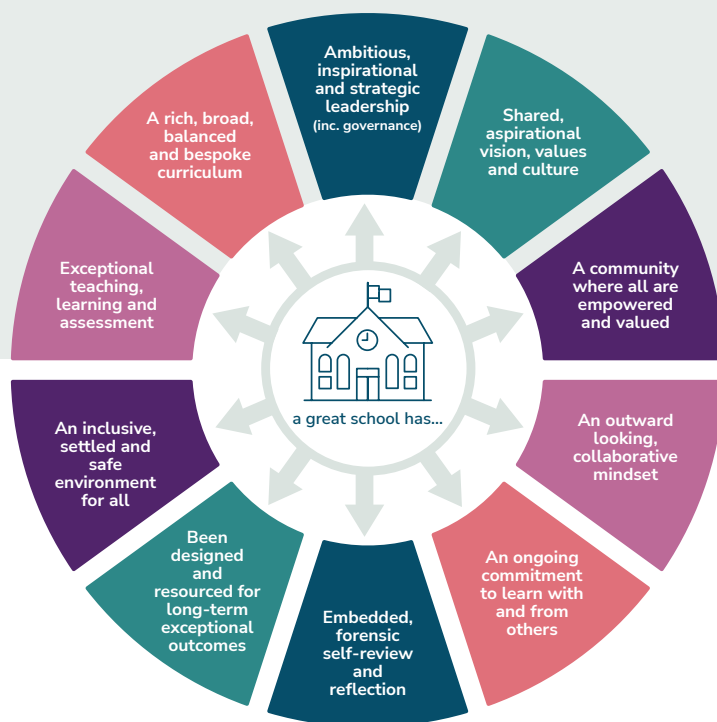 Ambitious,
inspirational
and strategic
leadership
(inc. governance)
Shared,
aspirational
vision, values
and culture
A community
where all are
empowered
and valued
An outward
looking,
collaborative
mindset
An ongoing
commitment
to learn with
and from
others
Embedded,
forensic
self-review
and
reflection
Been
designed
and
resourced for
long-term
exceptional
outcomes
An inclusive,
settled and
safe
environment
for all
Exceptional
teaching,
learning and
assessment
A rich, broad,
balanced
and bespoke
curriculum
a great school has...